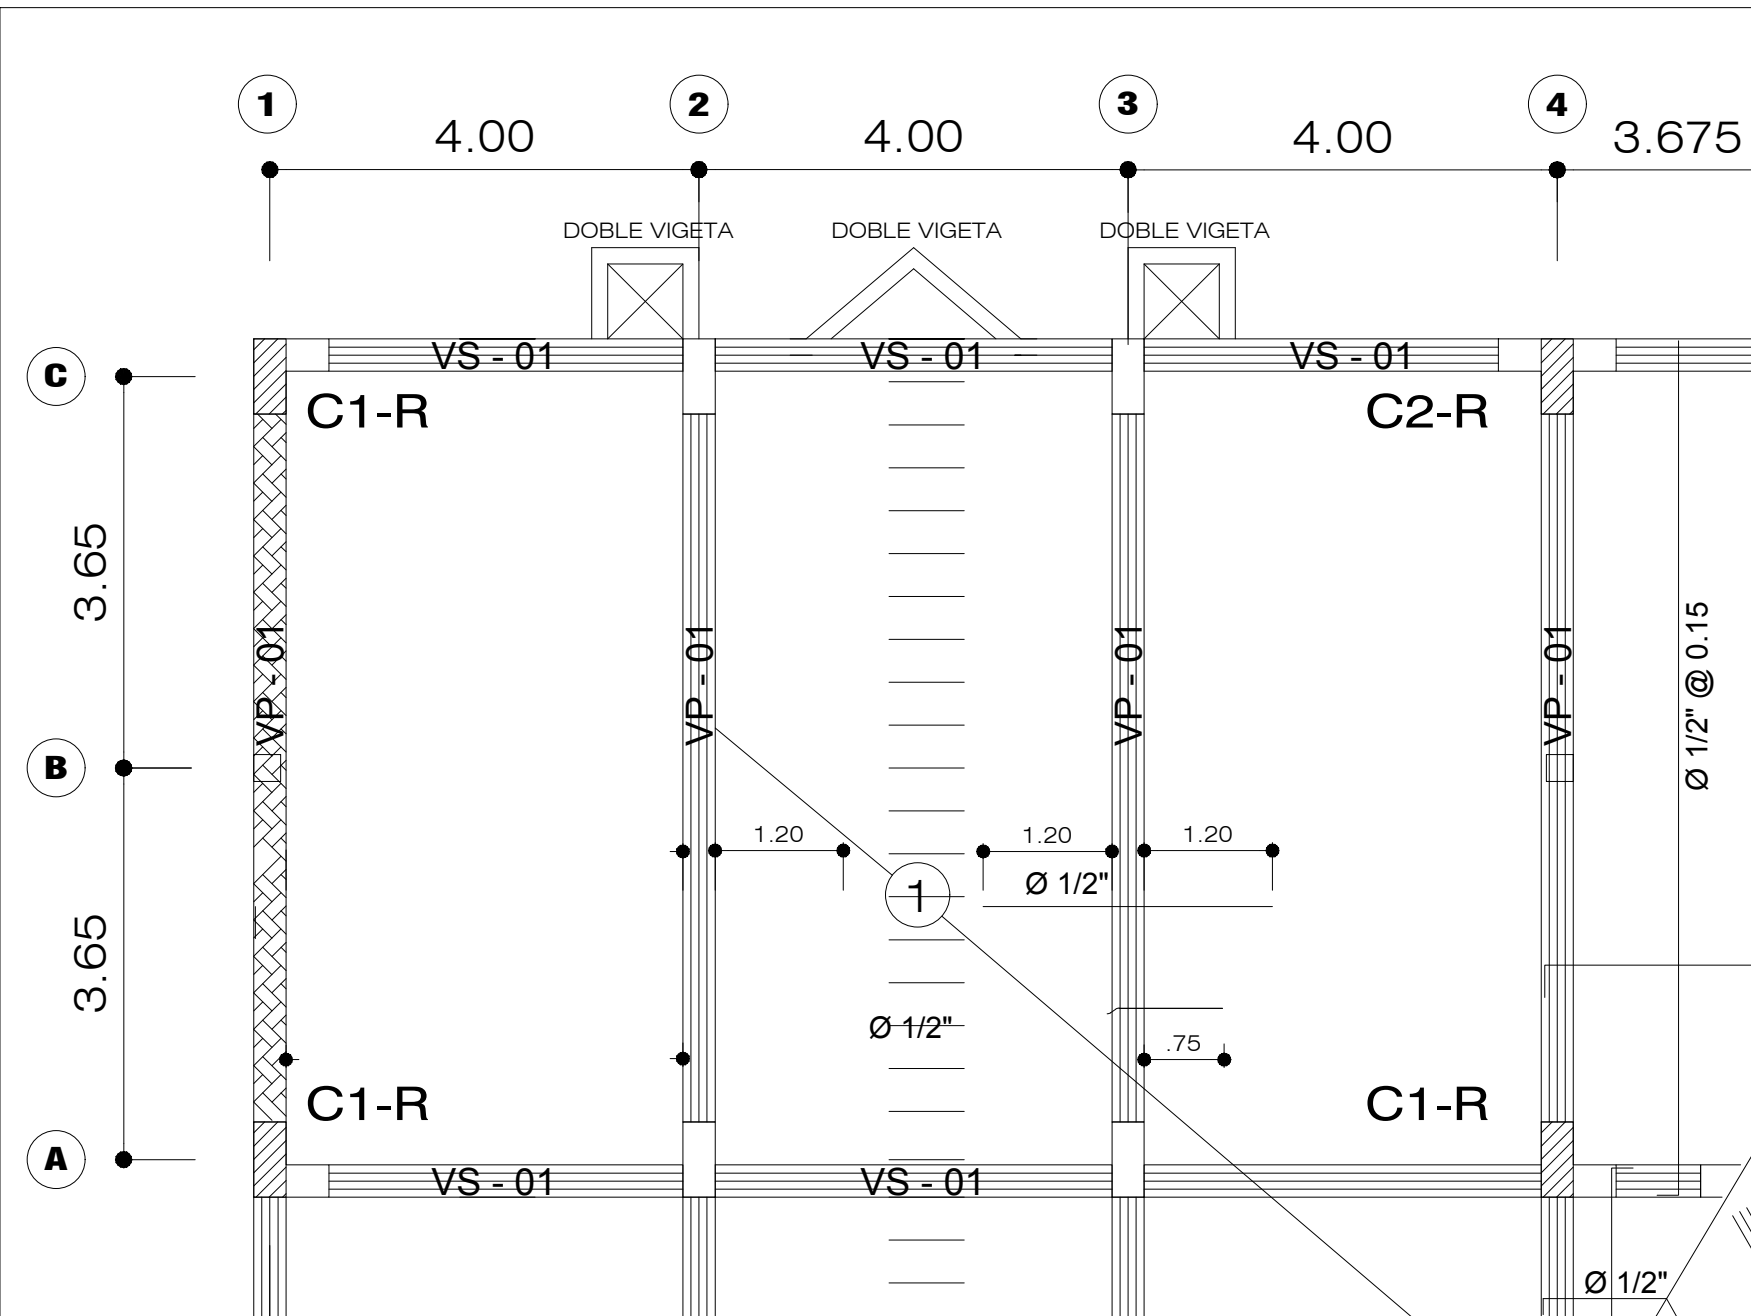 1
2
3
4
4.00
4.00
4.00
3.675
DOBLE VIGETA
DOBLE VIGETA
DOBLE VIGETA
C
VS - 01
VS - 01
VS - 01
C1-R
C2-R
3.65
VP - 01
VP - 01
VP - 01
VP - 01
Ø 1/2" @ 0.15
B
1.20
1.20
1.20
Ø 1/2"
1
3.65
Ø 1/2"
.75
C1-R
C1-R
A
VS - 01
VS - 01
Ø 1/2"